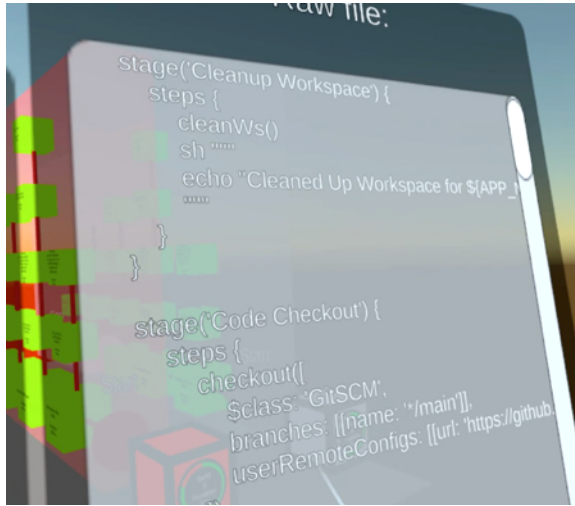 Raw file:
stage('Cleanup Workspace') {
steps {
cleanWs()
sh """
echo "Cleaned Up Workspace for ${APP_N
"""
}
}
stage('Code Checkout') {
steps {
checkout([
$class: 'GitSCM',
branches: [[name: '*/main']],
userRemoteConfigs: [[url: 'https://github.